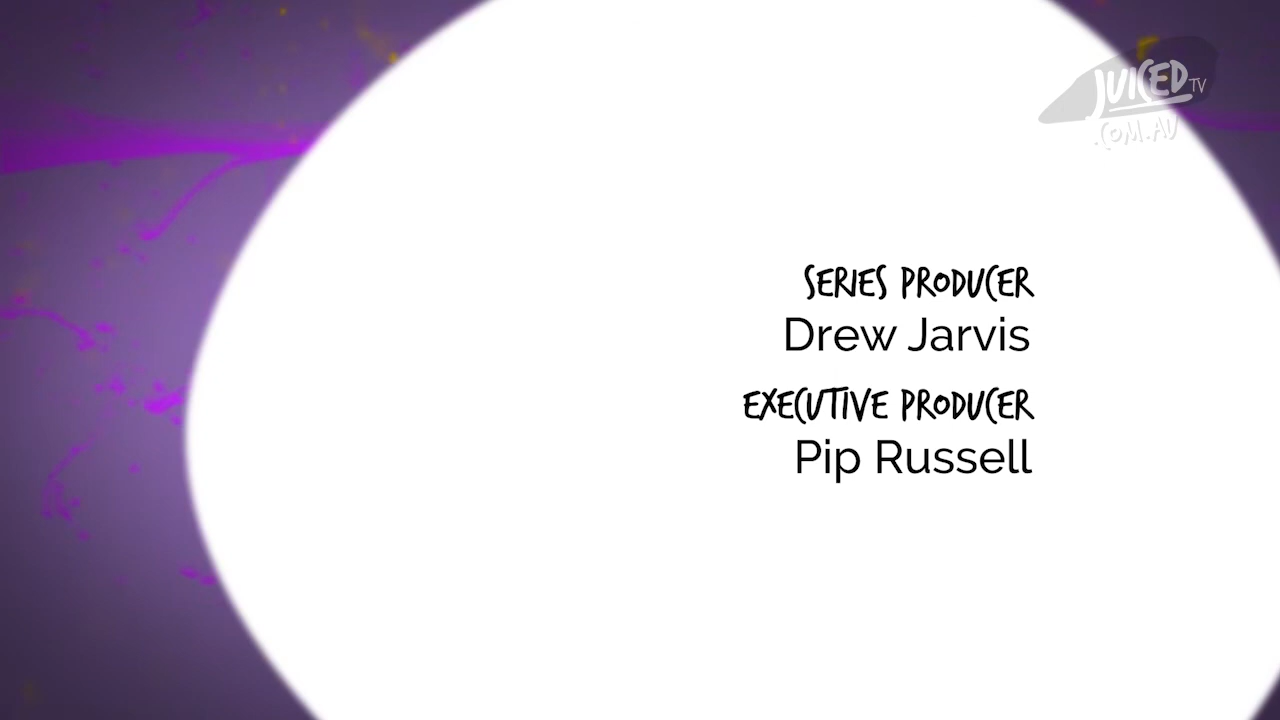 JUICED TV
.COM.AU
SERIES PRODUCER
Drew Jarvis
EXECUTIVE PRODUCER
Pip Russell